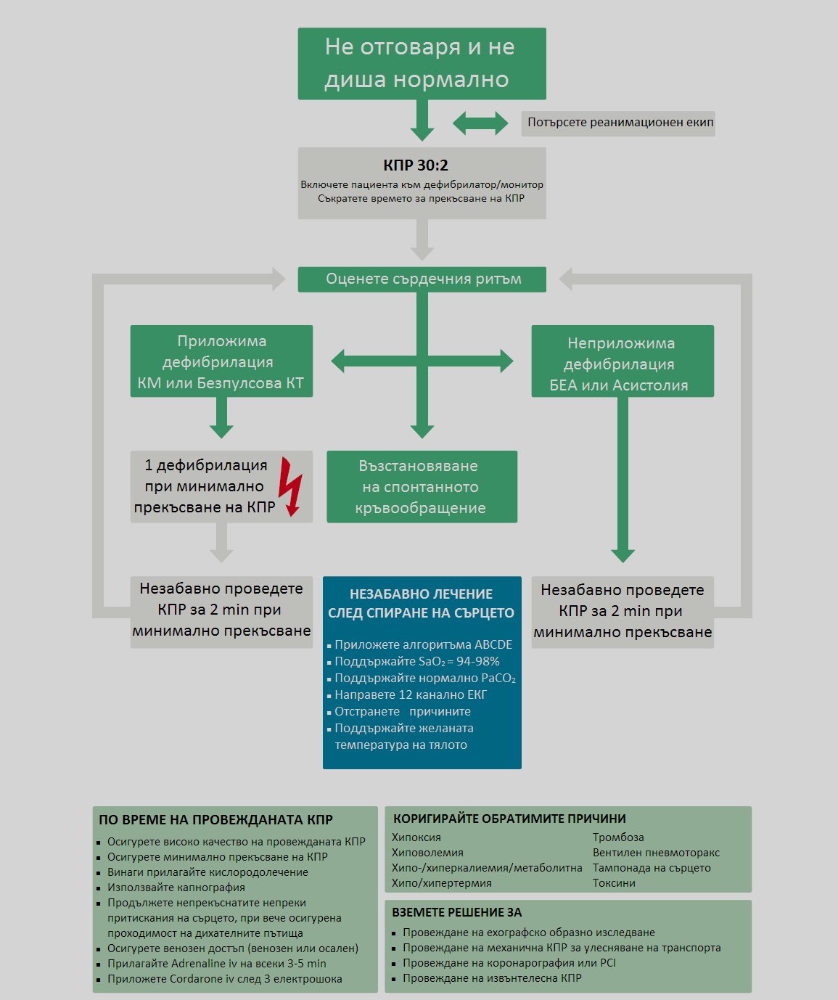 Не отговаря и не
диша нормално
Потърсете реанимационен екип
КПР 30:2
Включете пациента към дефибрилатор/монитор
Съкратете времето за прекъсване на КПР
Оценете сърдечния ритъм
Приложима
дефибрилация
КМ или Безпулсова КТ
Неприложима
дефибрилация
БЕА или Асистолия
1 дефибрилация
при минимално
прекъсване на КПР
Възстановяване
на спонтанното
кръвообращение
Незабавно проведете
КПР за 2 min при
минимално прекъсване
НЕЗАБАВНО ЛЕЧЕНИЕ
СЛЕД СПИРАНЕ НА СЪРЦЕТО
▪ Приложете алгоритъма ABCDE
▪ Поддържайте SaO₂ = 94-98%
▪ Поддържайте нормално PaCO₂
▪ Направете 12 канално ЕКГ
▪ Отстранете причините
▪ Поддържайте желаната
температура на тялото
Незабавно проведете
КПР за 2 min при
минимално прекъсване
ПО ВРЕМЕ НА ПРОВЕЖДАНАТА КПР
▪ Осигурете високо качество на провежданата КПР
▪ Осигурете минимално прекъсване на КПР
▪ Винаги прилагайте кислородолечение
▪ Използвайте капнография
▪ Продължете непрекъснатите непреки
притискания на сърцето, при вече осигурена
проходимост на дихателните пътища
▪ Осигурете венозен достъп (венозен или осален)
▪ Прилагайте Adrenaline iv на всеки 3-5 min
▪ Приложете Cordarone iv след 3 електрошока
КОРИГИРАЙТЕ ОБРАТИМИТЕ ПРИЧИНИ
Хипоксия
Хиповолемия
Хипо-/хиперкалиемия/метаболитна
Хипо/хипертермия
Тромбоза
Вентилен пневмоторакс
Тампонада на сърцето
Токсини
ВЗЕМЕТЕ РЕШЕНИЕ ЗА
▪ Провеждане на ехографско образно изследване
▪ Провеждане на механична КПР за улесняване на транспорта
▪ Провеждане на коронарография или PCI
▪ Провеждане на извънтелесна КПР